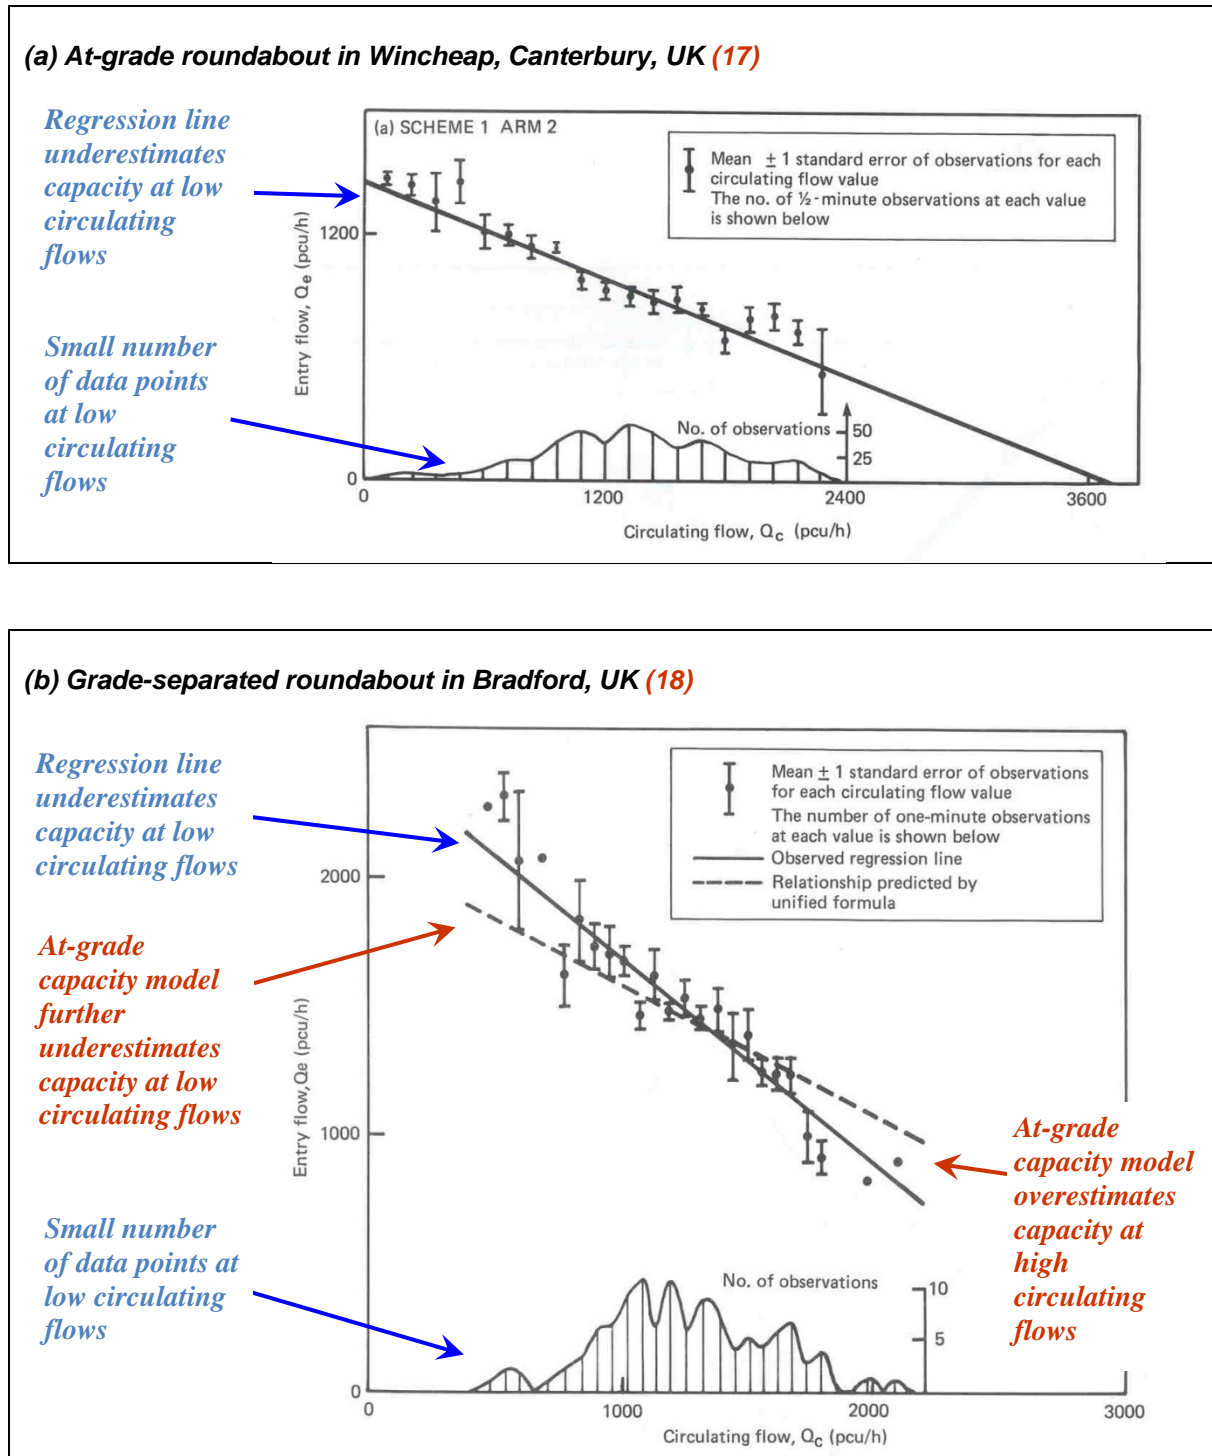 (a) At-grade roundabout in Wincheap, Canterbury, UK (17)
Regression line
underestimates
capacity at low
circulating
flows
Small number
of data points
at low
circulating
flows
(a) SCHEME 1 ARM 2
Mean ± 1 standard error of observations for each
circulating flow value
The no. of ½-minute observations at each value
is shown below
Entry flow, Qe (pcu/h)
1200
0
No. of observations
50
25
0
1200
2400
3600
Circulating flow, Qc (pcu/h)
(b) Grade-separated roundabout in Bradford, UK (18)
Regression line
underestimates
capacity at low
circulating flows
At-grade
capacity model
further
underestimates
capacity at low
circulating flows
Small number
of data points at
low circulating
flows
Mean ± 1 standard error of observations
for each circulating flow value
The number of one-minute observations
at each value is shown below
Observed regression line
Relationship predicted by
unified formula
Entry flow, Qe (pcu/h)
2000
1000
0
At-grade
capacity model
overestimates
capacity at
high
circulating
flows
No. of observations
10
5
0
1000
2000
3000
Circulating flow, Qc (pcu/h)